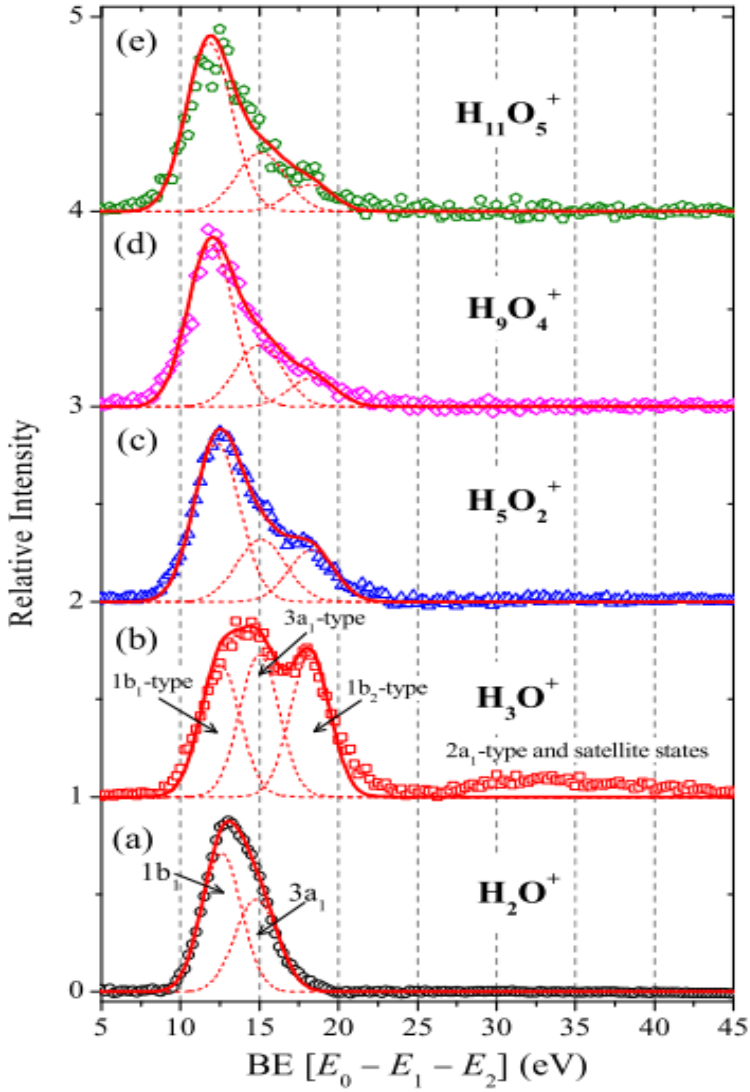 5
(e)
H₁₁O₅⁺
4
(d)
H₉O₄⁺
3
(c)
H₅O₂⁺
Relative Intensity
2
(b)
3a₁-type
1b₁-type
1b₂-type
H₃O⁺
2a₁-type and satellite states
1
(a)
1b₁
3a₁
H₂O⁺
0
5 10 15 20 25 30 35 40 45
BE [E₀ – E₁ – E₂] (eV)